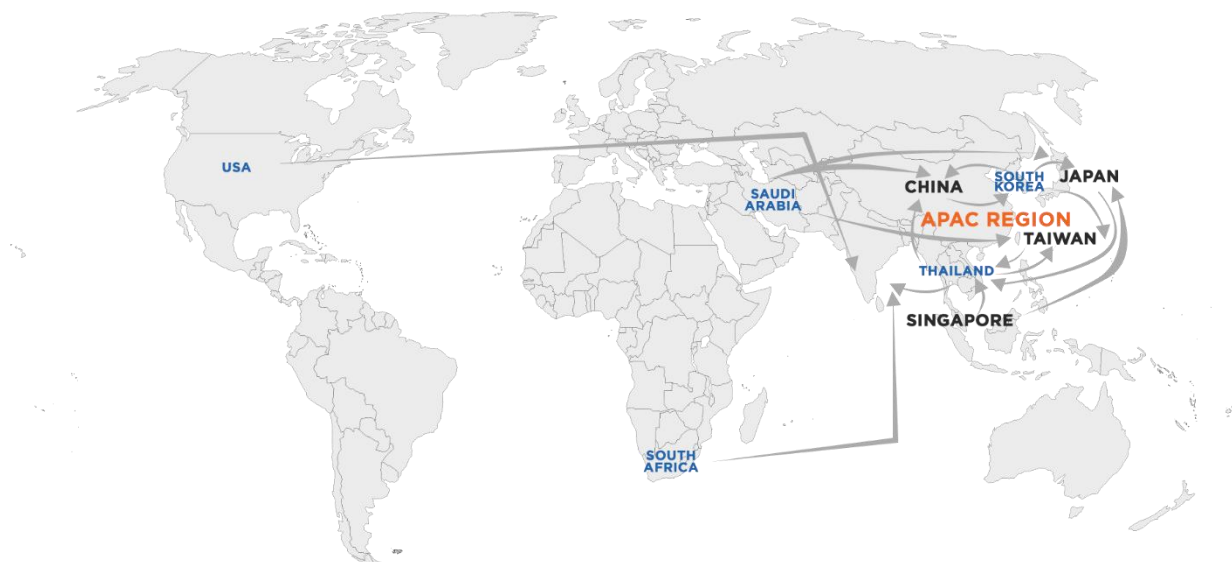 USA
SAUDI
ARABIA
CHINA
SOUTH
KOREA
JAPAN
APAC REGION
TAIWAN
THAILAND
SINGAPORE
SOUTH
AFRICA